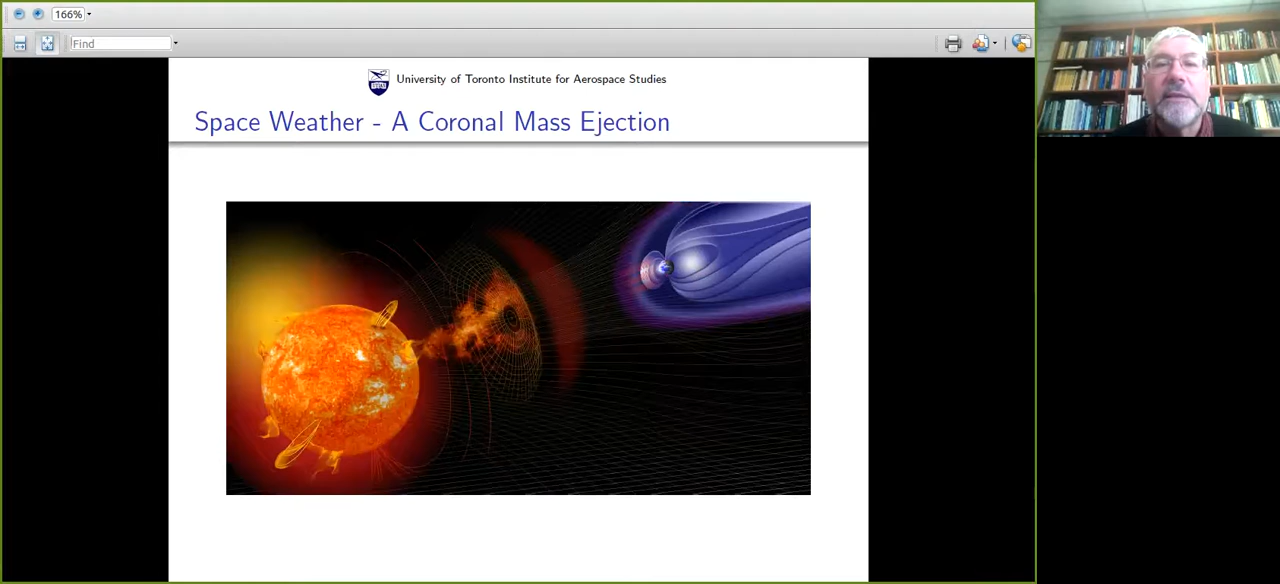 166%
Find
University of Toronto Institute for Aerospace Studies
Space Weather - A Coronal Mass Ejection